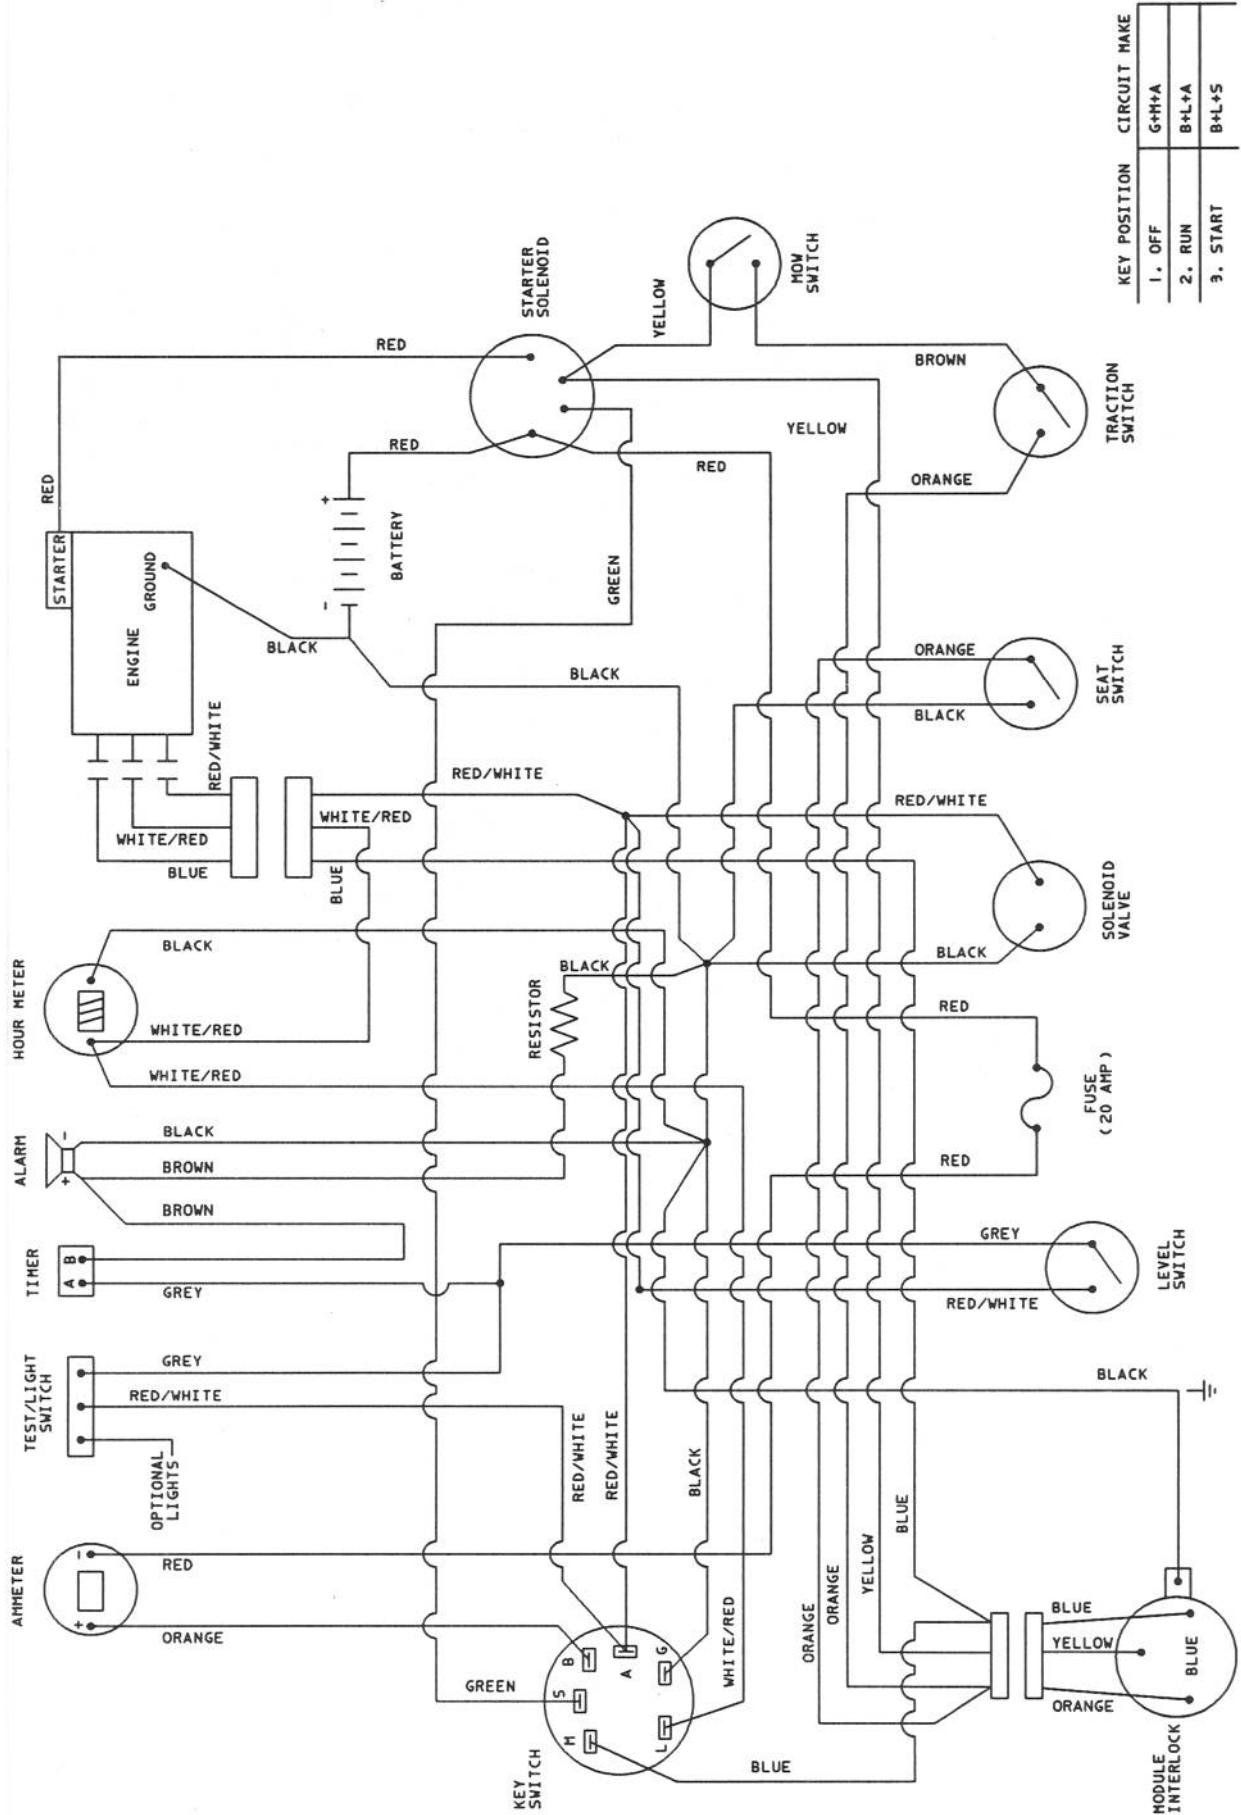 AMMETER
TEST/LIGHT
SWITCH
TIMER
ALARM
HOUR METER
+
-
A
B
+
-
STARTER
RED
ENGINE
GROUND
OPTIONAL
LIGHTS
ORANGE
RED
RED/WHITE
GREY
GREY
BROWN
BROWN
BLACK
WHITE/RED
WHITE/RED
BLACK
BLUE
WHITE/RED
RED/WHITE
BLACK
BLUE
WHITE/RED
-
+
BATTERY
RED
RED
GREEN
RED/WHITE
BLACK
RESISTOR
BLACK
GREEN
STARTER
SOLENOID
KEY
SWITCH
M
S
B
A
L
G
RED/WHITE
RED/WHITE
BLACK
WHITE/RED
YELLOW
RED
YELLOW
MOW
SWITCH
BLUE
ORANGE
ORANGE
YELLOW
BLUE
RED/WHITE
BLACK
ORANGE
BLACK
ORANGE
BROWN
RED/WHITE
GREY
RED
RED
ORANGE
YELLOW
BLUE
BLACK
BLUE
MODULE
INTERLOCK
LEVEL
SWITCH
FUSE
(20 AMP)
SOLENOID
VALVE
SEAT
SWITCH
TRACTION
SWITCH
KEY POSITION CIRCUIT MAKE
1. OFF G+M+A
2. RUN B+L+A
3. START B+L+S